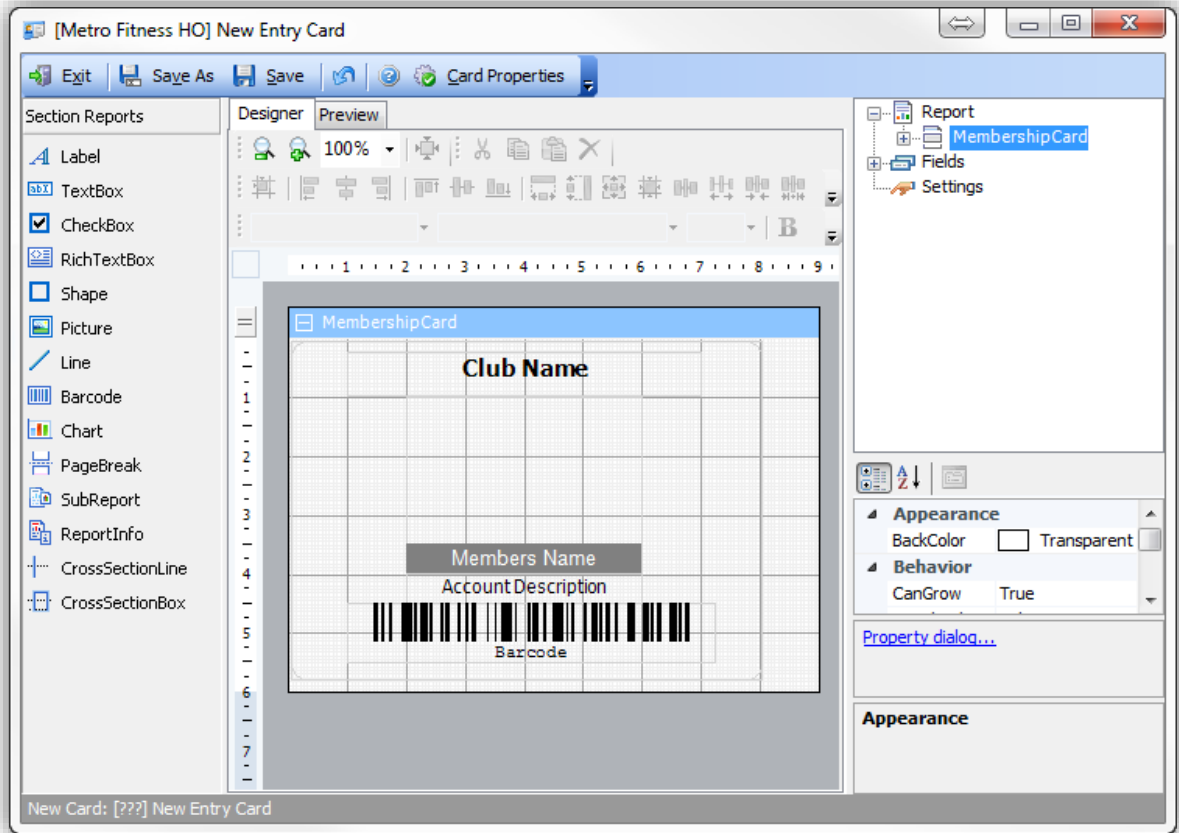 [Metro Fitness HO] New Entry Card
Exit Save As Save Card Properties
Section Reports
Label
TextBox
CheckBox
RichTextBox
Shape
Picture
Line
Barcode
Chart
PageBreak
SubReport
ReportInfo
CrossSectionLine
CrossSectionBox
Designer Preview
100%
B
1 2 3 4 5 6 7 8 9
MembershipCard
Club Name
Members Name
Account Description
Barcode
1
2
3
4
5
6
7
Report
MembershipCard
Fields
Settings
Appearance
BackColor Transparent
Behavior
CanGrow True
Property dialog...
Appearance
New Card: [???] New Entry Card